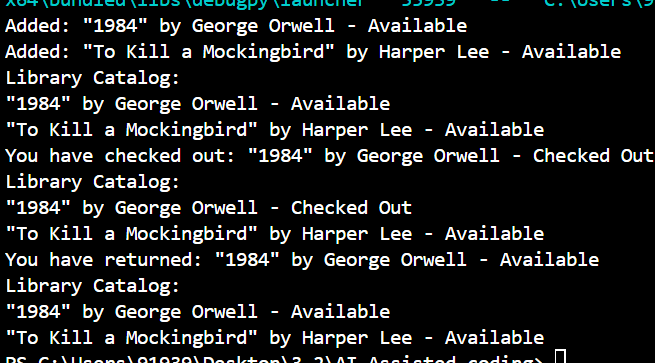 x64\bundled\libs\debugpy\launcher 53939 -- C:\Users\9
Added: "1984" by George Orwell - Available
Added: "To Kill a Mockingbird" by Harper Lee - Available
Library Catalog:
"1984" by George Orwell - Available
"To Kill a Mockingbird" by Harper Lee - Available
You have checked out: "1984" by George Orwell - Checked Out
Library Catalog:
"1984" by George Orwell - Checked Out
"To Kill a Mockingbird" by Harper Lee - Available
You have returned: "1984" by George Orwell - Available
Library Catalog:
"1984" by George Orwell - Available
"To Kill a Mockingbird" by Harper Lee - Available
PS C:\Users\91939\Desktop\3-2\AI Assisted coding>